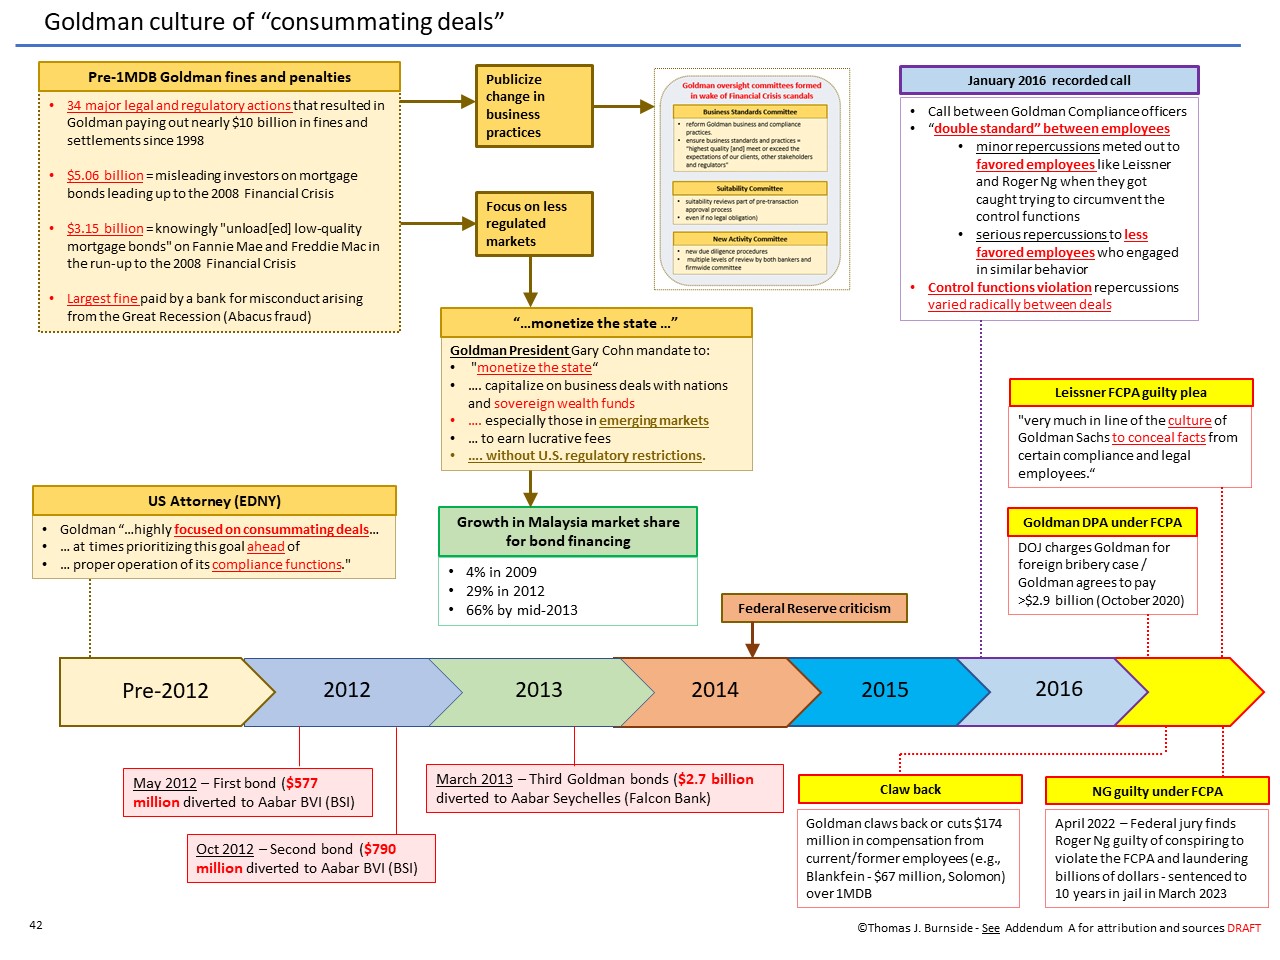 Goldman culture of “consummating deals”
Pre-1MDB Goldman fines and penalties
• 34 major legal and regulatory actions that resulted in
Goldman paying out nearly $10 billion in fines and
settlements since 1998
• $5.06 billion = misleading investors on mortgage
bonds leading up to the 2008 Financial Crisis
• $3.15 billion = knowingly "unload[ed] low-quality
mortgage bonds" on Fannie Mae and Freddie Mac in
the run-up to the 2008 Financial Crisis
• Largest fine paid by a bank for misconduct arising
from the Great Recession (Abacus fraud)
Publicize
change in
business
practices
Focus on less
regulated
markets
Goldman oversight committees formed
in wake of Financial Crisis scandals
Business Standards Committee
• reform Goldman business and compliance
practices.
• ensure business standards and practices =
"highest quality [and] meet or exceed the
expectations of our clients, other stakeholders
and regulators"
Suitability Committee
• suitability reviews part of pre-transaction
approval process
• even if no legal obligation)
New Activity Committee
• new due diligence procedures
• multiple levels of review by both bankers and
firmwide committee
January 2016 recorded call
• Call between Goldman Compliance officers
• “double standard” between employees
• minor repercussions meted out to
favored employees like Leissner
and Roger Ng when they got
caught trying to circumvent the
control functions
• serious repercussions to less
favored employees who engaged
in similar behavior
• Control functions violation repercussions
varied radically between deals
“...monetize the state ...”
Goldman President Gary Cohn mandate to:
• "monetize the state“
• .... capitalize on business deals with nations
and sovereign wealth funds
• .... especially those in emerging markets
• ... to earn lucrative fees
• .... without U.S. regulatory restrictions.
Leissner FCPA guilty plea
"very much in line of the culture of
Goldman Sachs to conceal facts from
certain compliance and legal
employees.“
US Attorney (EDNY)
• Goldman “...highly focused on consummating deals...
• ... at times prioritizing this goal ahead of
• ... proper operation of its compliance functions."
Growth in Malaysia market share
for bond financing
• 4% in 2009
• 29% in 2012
• 66% by mid-2013
Goldman DPA under FCPA
DOJ charges Goldman for
foreign bribery case /
Goldman agrees to pay
>$2.9 billion (October 2020)
Federal Reserve criticism
Pre-2012
2012
2013
2014
2015
2016
May 2012 – First bond ($577
million diverted to Aabar BVI (BSI)
Oct 2012 – Second bond ($790
million diverted to Aabar BVI (BSI)
March 2013 – Third Goldman bonds ($2.7 billion
diverted to Aabar Seychelles (Falcon Bank)
Claw back
Goldman claws back or cuts $174
million in compensation from
current/former employees (e.g.,
Blankfein - $67 million, Solomon)
over 1MDB
NG guilty under FCPA
April 2022 – Federal jury finds
Roger Ng guilty of conspiring to
violate the FCPA and laundering
billions of dollars - sentenced to
10 years in jail in March 2023
42
©Thomas J. Burnside - See Addendum A for attribution and sources DRAFT